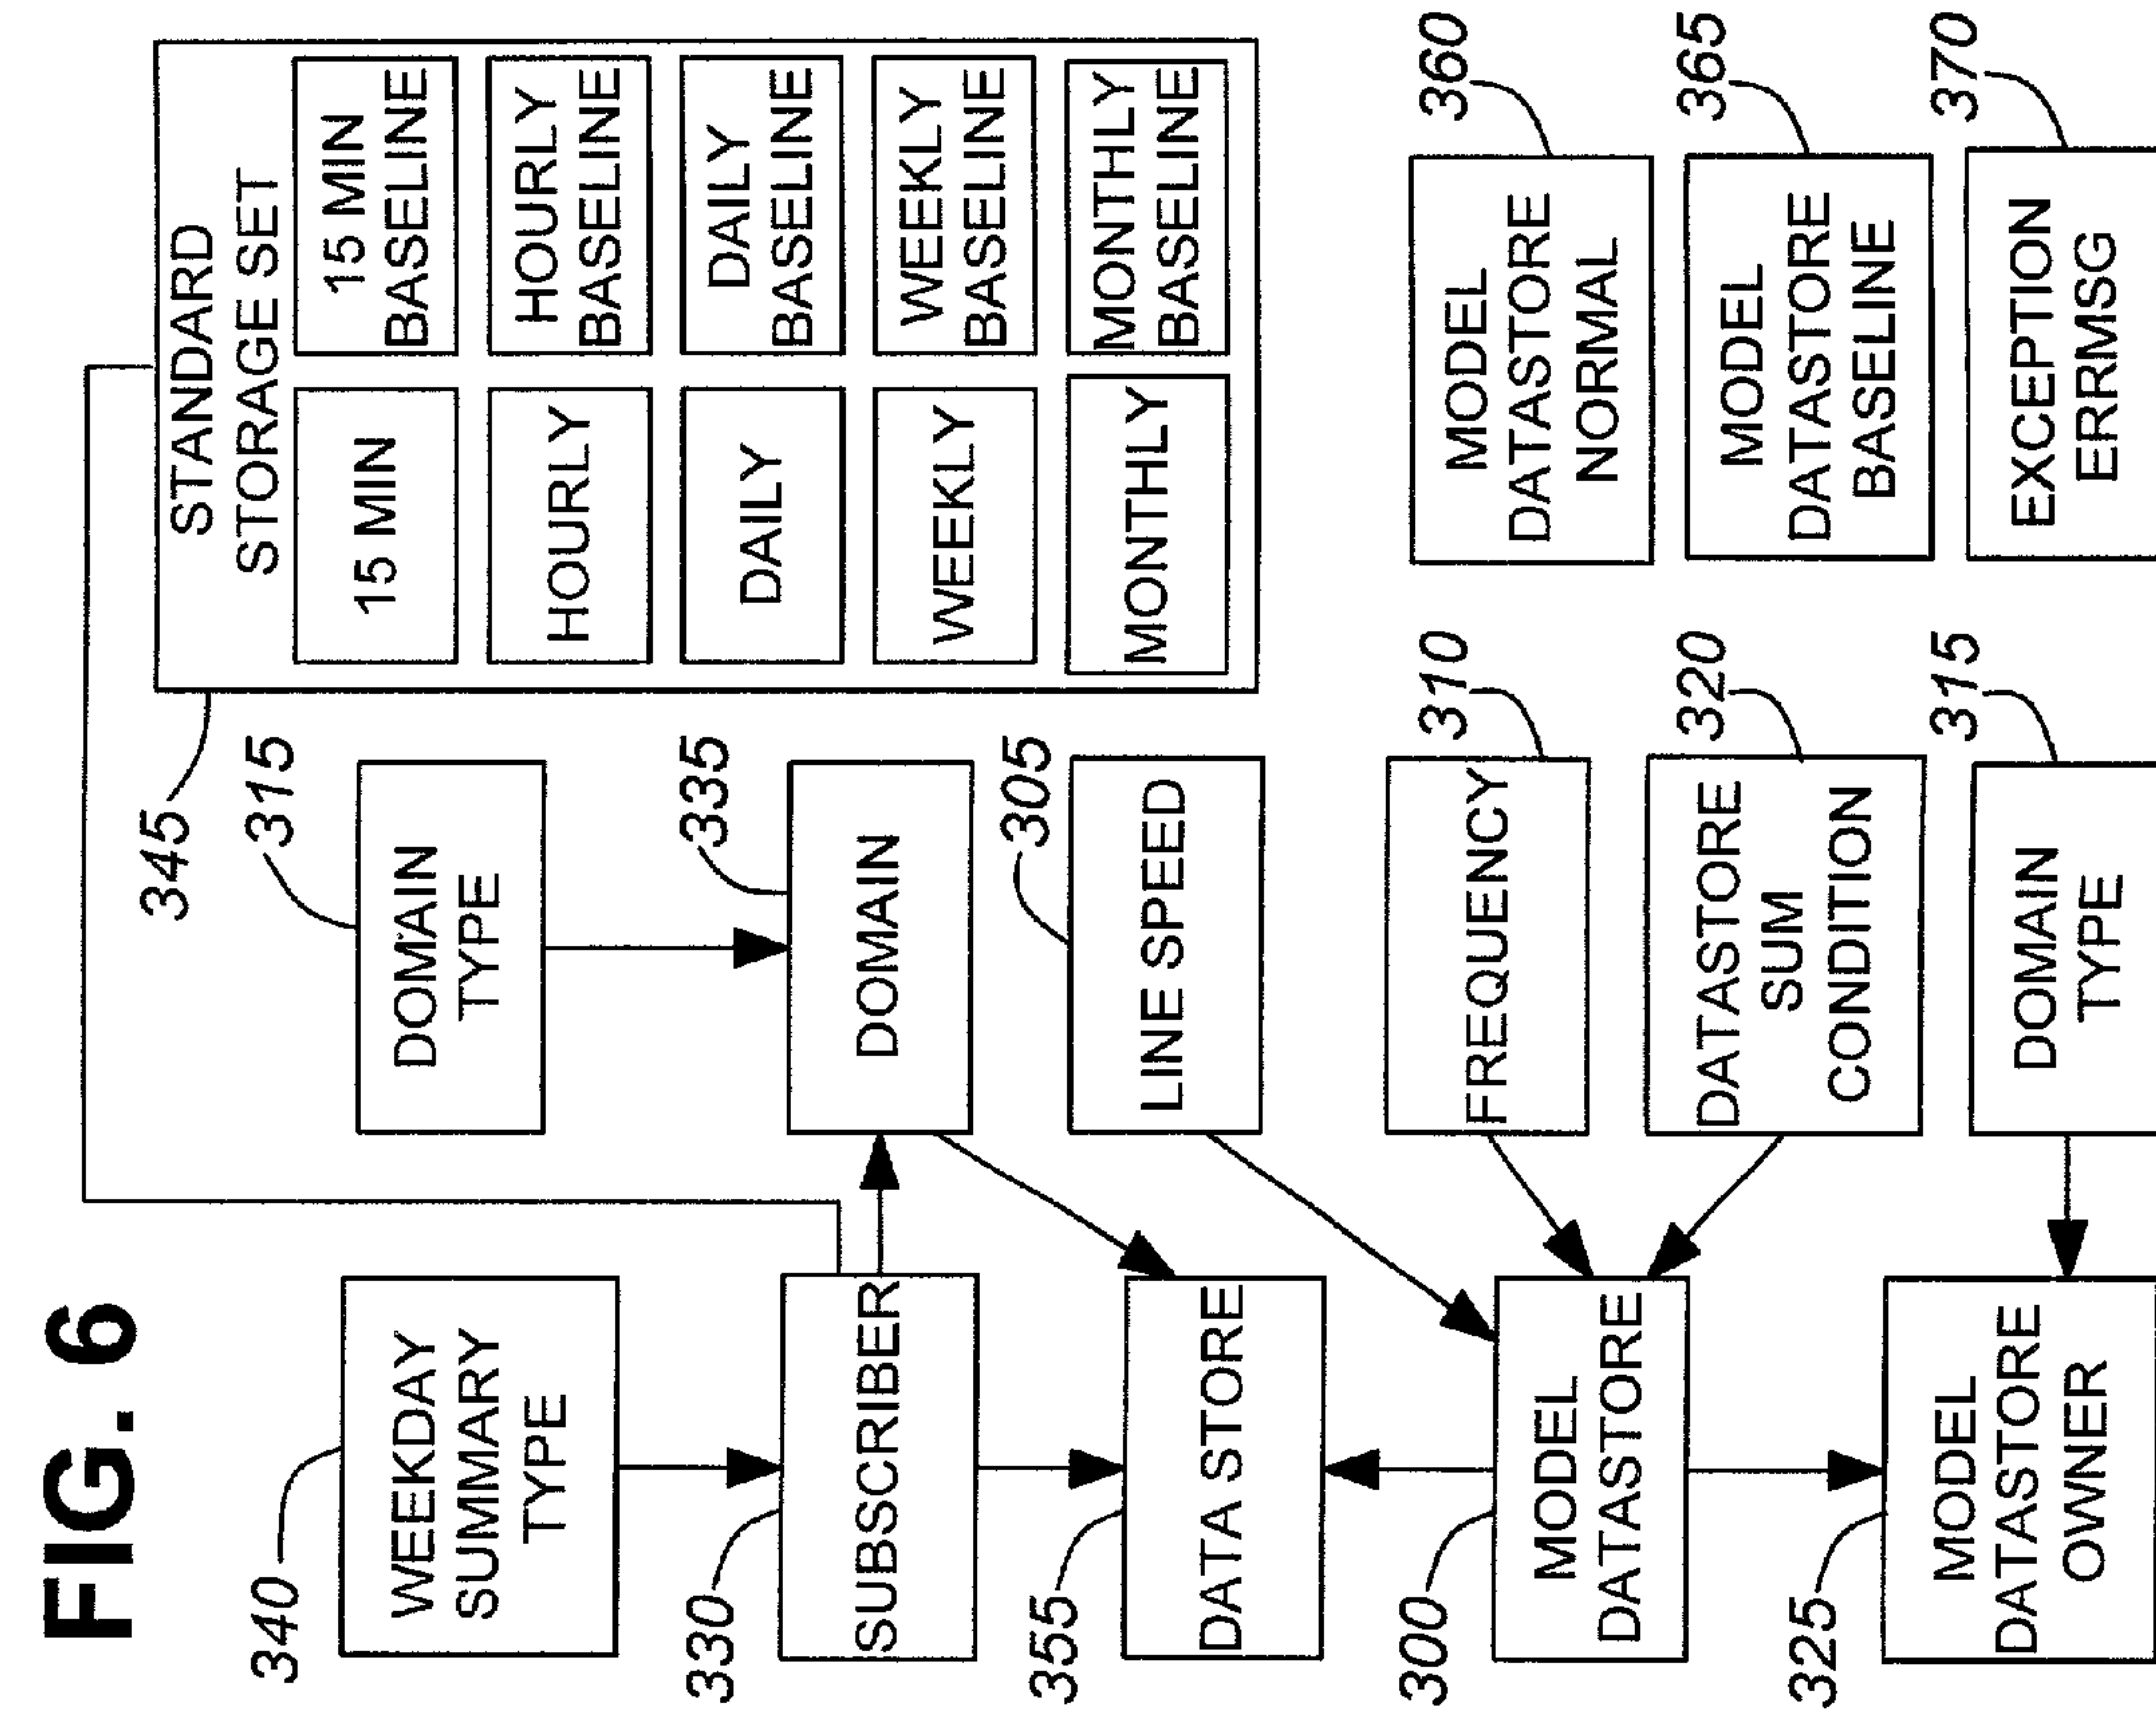 FIG. 6
340
WEEKDAY
SUMMARY
TYPE
330
SUBSCRIBER
355
DATA STORE
300
MODEL
DATASTORE
325
MODEL
DATASTORE
OWNER
345
315
DOMAIN
TYPE
335
DOMAIN
305
LINE SPEED
310
FREQUENCY
320
DATASTORE
SUM
CONDITION
315
DOMAIN
TYPE
STANDARD
STORAGE SET
15 MIN
15 MIN
BASELINE
HOURLY
HOURLY
BASELINE
DAILY
DAILY
BASELINE
WEEKLY
WEEKLY
BASELINE
MONTHLY
MONTHLY
BASELINE
360
MODEL
DATASTORE
NORMAL
365
MODEL
DATASTORE
BASELINE
370
EXCEPTION
ERRMSG